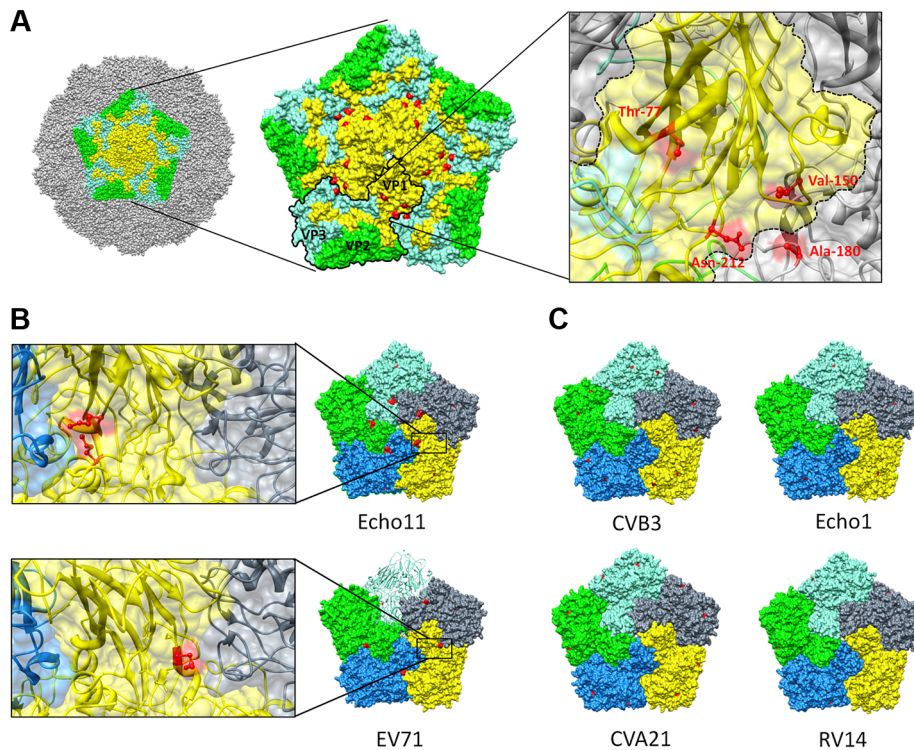 A
VP1
VP3
VP2
Thr-77
Val-150
Asn-212
Ala-180
B
C
Echo11
CVB3
Echo1
EV71
CVA21
RV14